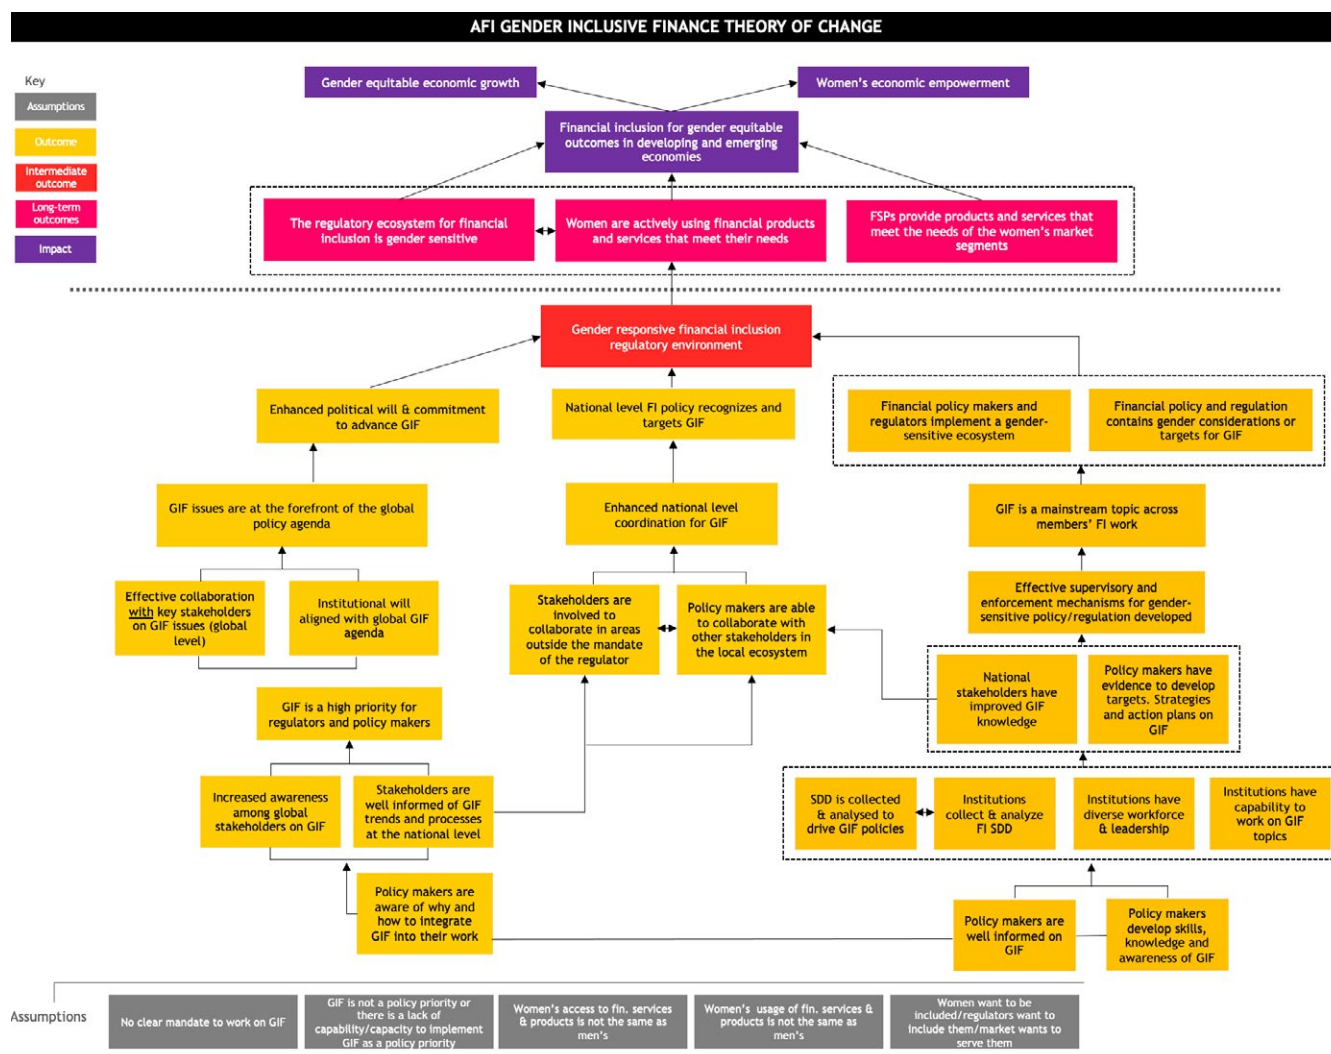 AFI GENDER INCLUSIVE FINANCE THEORY OF CHANGE
Key
Assumptions
Outcome
Intermediate
outcome
Long-term
outcomes
Impact
Gender equitable economic growth
Women's economic empowerment
Financial inclusion for gender equitable
outcomes in developing and emerging
economies
The regulatory ecosystem for financial
inclusion is gender sensitive
Women are actively using financial products
and services that meet their needs
FSPs provide products and services that
meet the needs of the women's market
segments
Gender responsive financial inclusion
regulatory environment
Enhanced political will & commitment
to advance GIF
National level FI policy recognizes and
targets GIF
Financial policy makers and
regulators implement a gender-
sensitive ecosystem
Financial policy and regulation
contains gender considerations or
targets for GIF
GIF issues are at the forefront of the global
policy agenda
Enhanced national level
coordination for GIF
GIF is a mainstream topic across
members' FI work
Effective collaboration
with key stakeholders
on GIF issues (global
level)
Institutional will
aligned with global GIF
agenda
Stakeholders are
involved to
collaborate in areas
outside the mandate
of the regulator
Policy makers are able
to collaborate with
other stakeholders in
the local ecosystem
Effective supervisory and
enforcement mechanisms for gender-
sensitive policy/regulation developed
National
stakeholders have
improved GIF
knowledge
Policy makers have
evidence to develop
targets. Strategies
and action plans on
GIF
GIF is a high priority for
regulators and policy makers
Increased awareness
among global
stakeholders on GIF
Stakeholders are
well informed of GIF
trends and processes
at the national level
SDD is collected
& analysed to
drive GIF policies
Institutions
collect & analyze
FI SDD
Institutions have
diverse workforce
& leadership
Institutions have
capability to
work on GIF
topics
Policy makers are
aware of why and
how to integrate
GIF into their work
Policy makers are
well informed on
GIF
Policy makers
develop skills,
knowledge and
awareness of GIF
Assumptions
No clear mandate to work on GIF
GIF is not a policy priority or
there is a lack of
capability/capacity to implement
GIF as a policy priority
Women's access to fin. services
& products is not the same as
men's
Women's usage of fin. services &
products is not the same as
men's
Women want to be
included/regulators want to
include them/market wants to
serve them